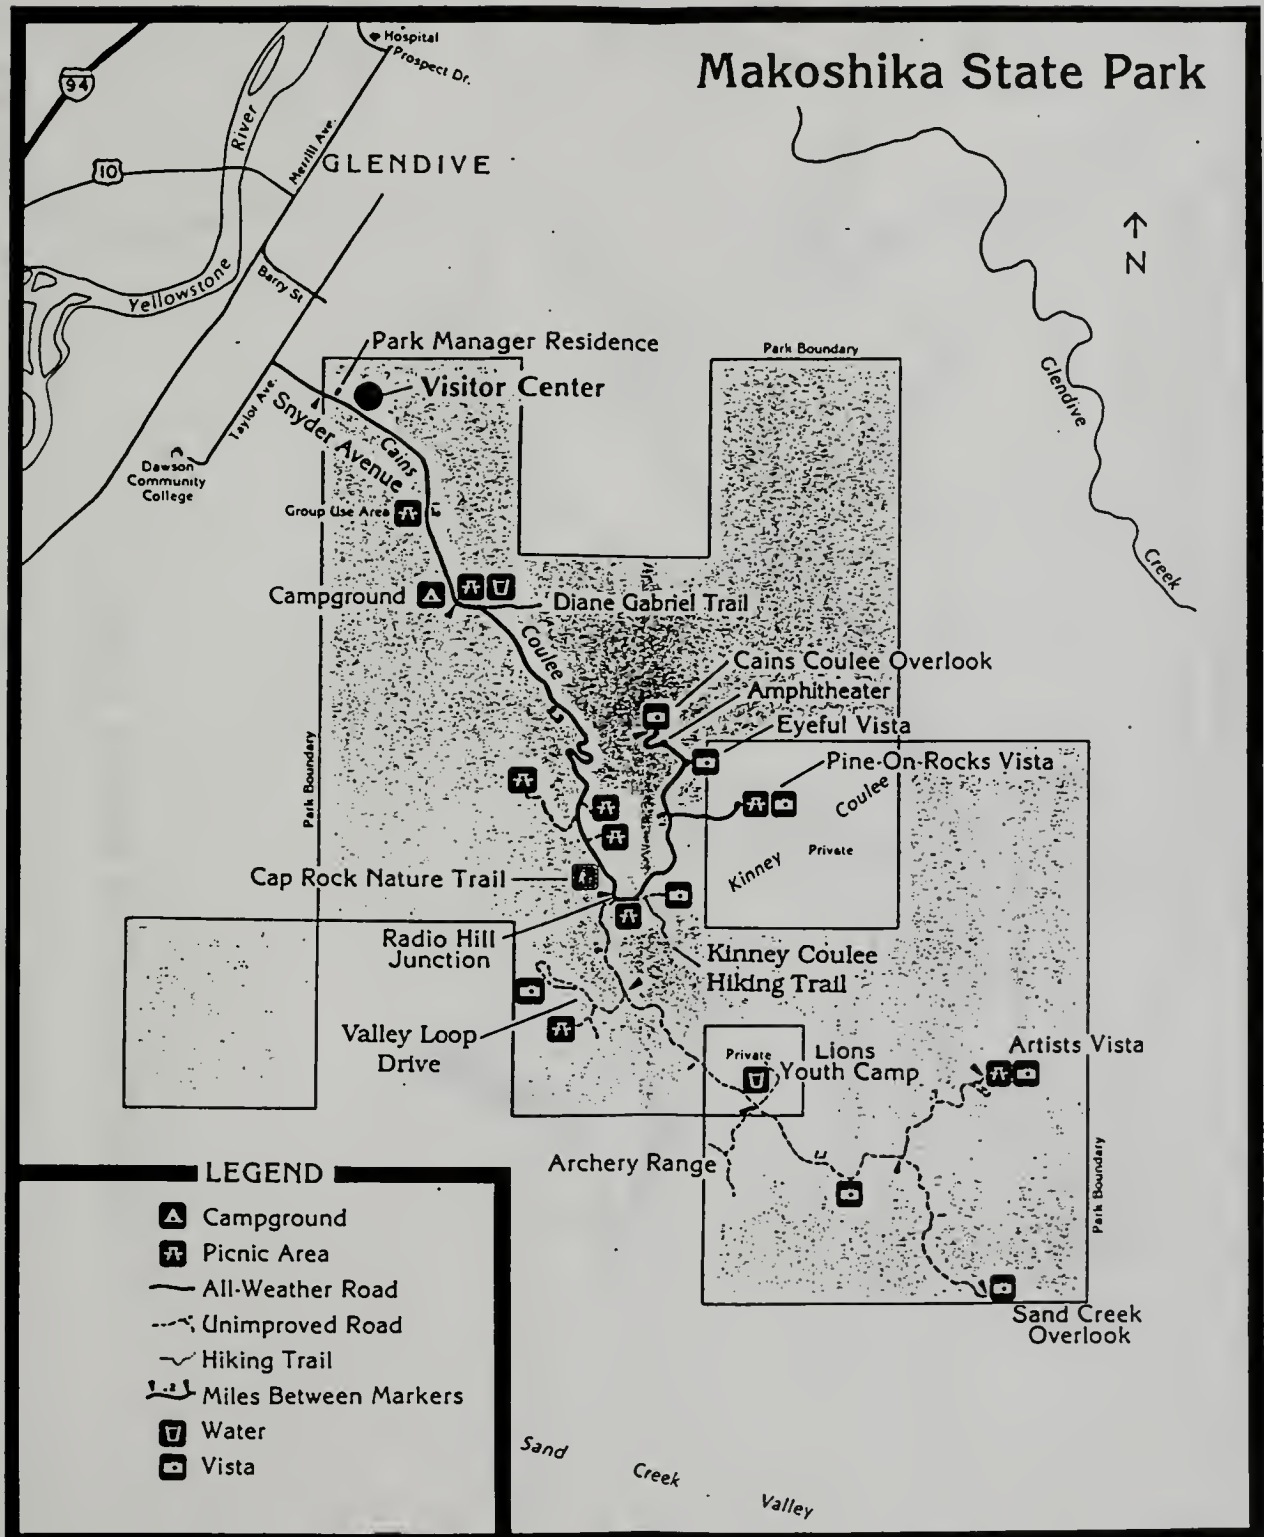 Makoshika State Park
Hospital
Prospect Dr.
94
River
Merrill Ave.
10
GLENDIVE
N
Yellowstone
Barry St
Glendive
Creek
Park Manager Residence
Park Boundary
Visitor Center
Taylor Ave.
Snyder Avenue
Cains
Dawson
Community
College
Group Use Area
Campground
Diane Gabriel Trail
Coulee
Cains Coulee Overlook
Amphitheater
Eyeful Vista
Park Boundary
Pine-On-Rocks Vista
Coulee
Kinney
Private
Cap Rock Nature Trail
Radio Hill
Junction
Kinney Coulee
Hiking Trail
Valley Loop
Drive
Private
Lions
Youth Camp
Artists Vista
Archery Range
Park Boundary
Sand Creek
Overlook
LEGEND
Campground
Picnic Area
All-Weather Road
Unimproved Road
Hiking Trail
.2 Miles Between Markers
Water
Vista
Sand
Creek
Valley